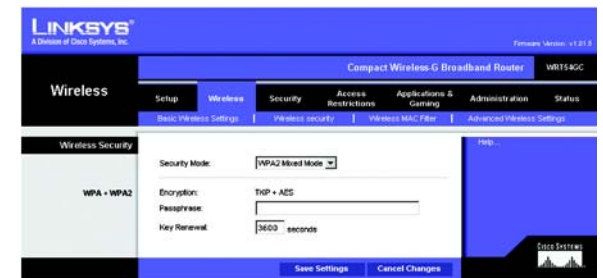 LINKSYS®
A Division of Cisco Systems, Inc.
Firmware Version: v1.01.5
Compact Wireless-G Broadband Router WRT54GC
Wireless
Setup Wireless Security Access Restrictions Applications & Gaming Administration Status
Basic Wireless Settings | Wireless security | Wireless MAC Filter | Advanced Wireless Settings
Wireless Security
Help...
Security Mode: WPA2 Mixed Mode
WPA + WPA2
Encryption: TKIP + AES
Passphrase:
Key Renewal: 3600 seconds
Save Settings Cancel Changes
CISCO SYSTEMS